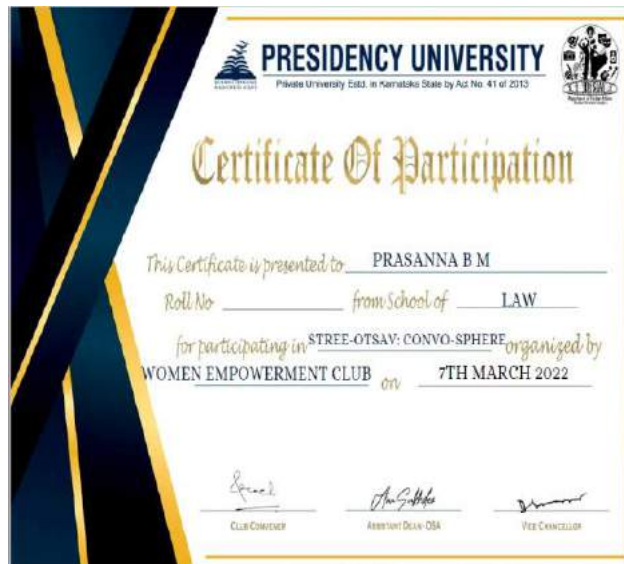 PRESIDENCY UNIVERSITY
Private University Estd. in Karnataka State by Act No. 41 of 2013
Certificate Of Participation
This Certificate is presented to PRASANNA B M
Roll No from School of LAW
for participating in STREE-OTSAV: CONVO-SPHERE organized by
WOMEN EMPOWERMENT CLUB on 7TH MARCH 2022
CLUB CONVENER ASSISTANT DEAN-OSA VICE CHANCELLOR